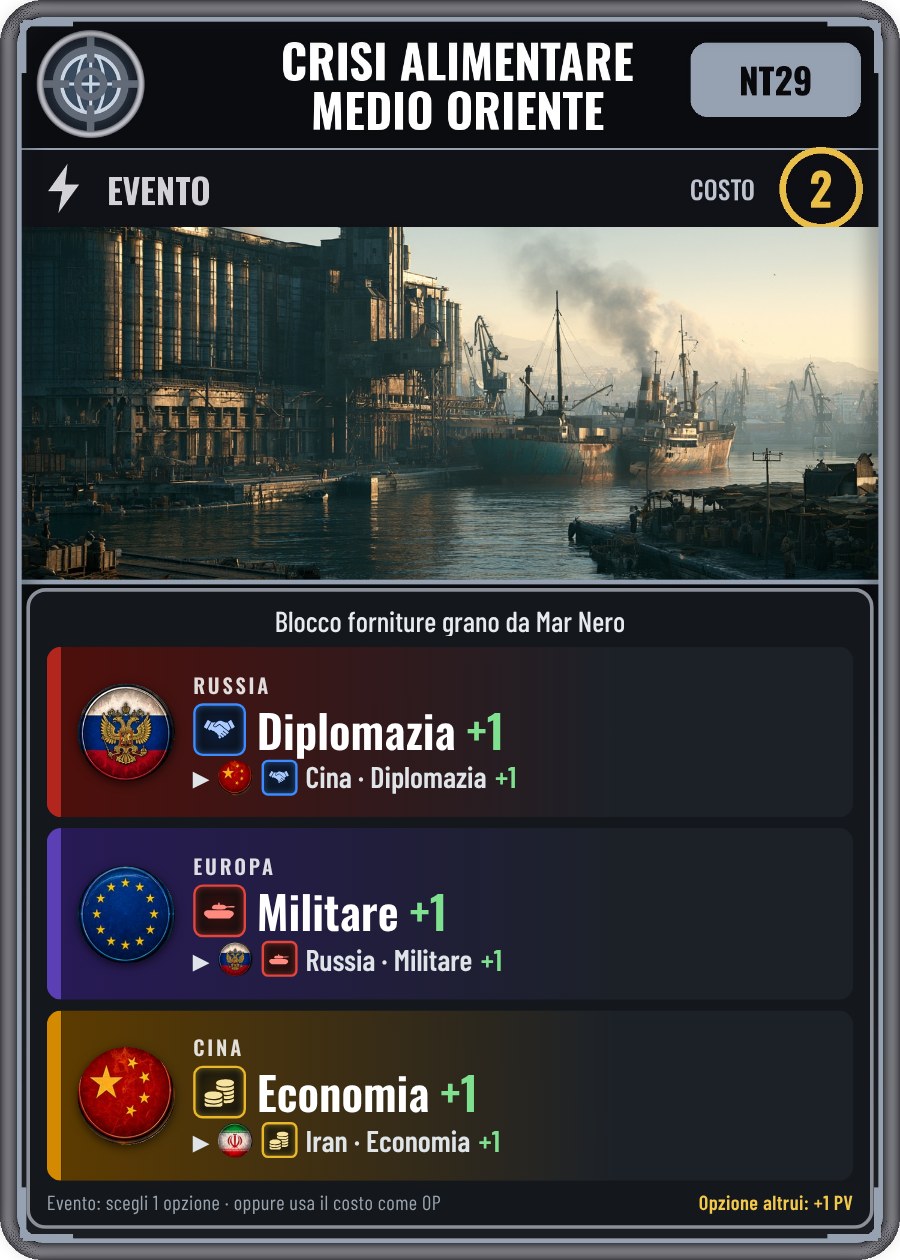 CRISI ALIMENTARE
MEDIO ORIENTE
NT29
EVENTO
COSTO
2
Blocco forniture grano da Mar Nero
RUSSIA
Diplomazia +1
▶ Cina · Diplomazia +1
EUROPA
Militare +1
▶ Russia · Militare +1
CINA
Economia +1
▶ Iran · Economia +1
Evento: scegli 1 opzione · oppure usa il costo come OP
Opzione altrui: +1 PV